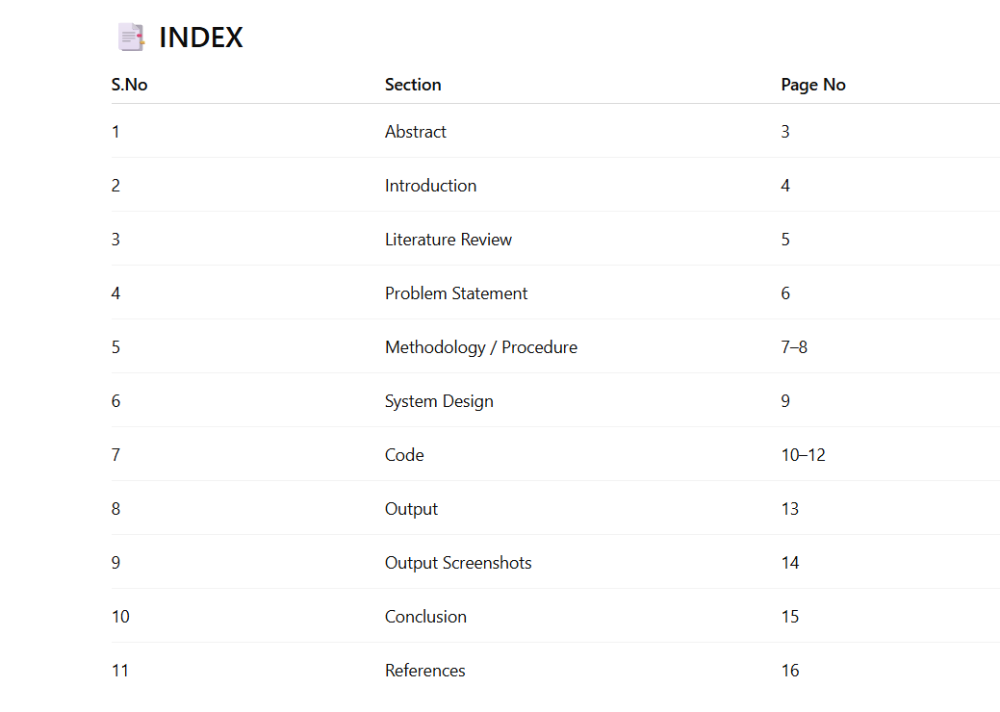 INDEX
S.No Section Page No
1 Abstract 3
2 Introduction 4
3 Literature Review 5
4 Problem Statement 6
5 Methodology / Procedure 7–8
6 System Design 9
7 Code 10–12
8 Output 13
9 Output Screenshots 14
10 Conclusion 15
11 References 16